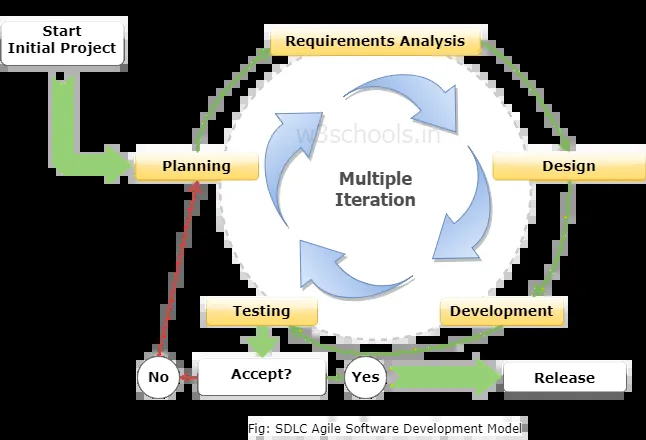 Start
Initial Project
Requirements Analysis
w3schools.in
Planning
Design
Multiple
Iteration
Testing
Development
No
Accept?
Yes
Release
Fig: SDLC Agile Software Development Model